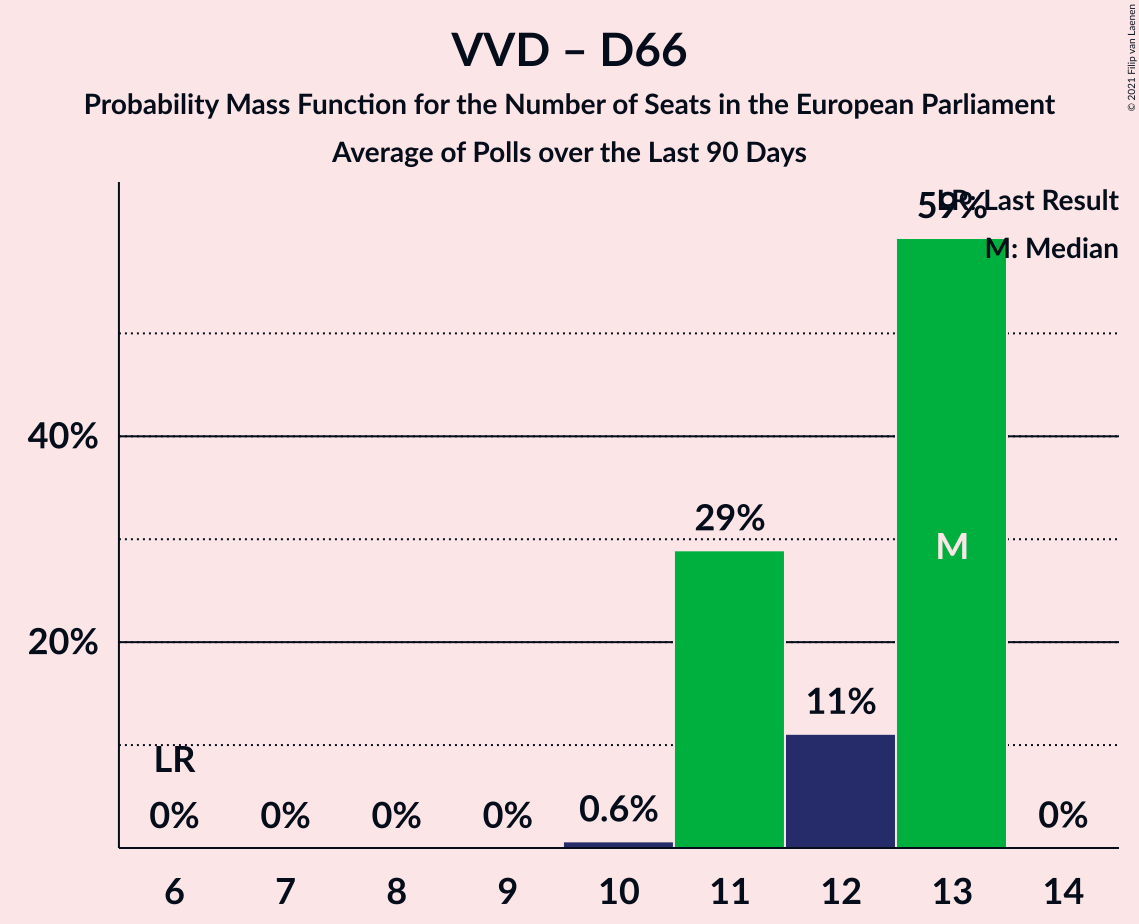 VVD – D66
Probability Mass Function for the Number of Seats in the European Parliament
Average of Polls over the Last 90 Days
© 2021 Filip van Laenen
LR: Last Result
M: Median
59%
40%
29%
M
20%
11%
LR
0% 0% 0% 0% 0.6% 0%
6 7 8 9 10 11 12 13 14